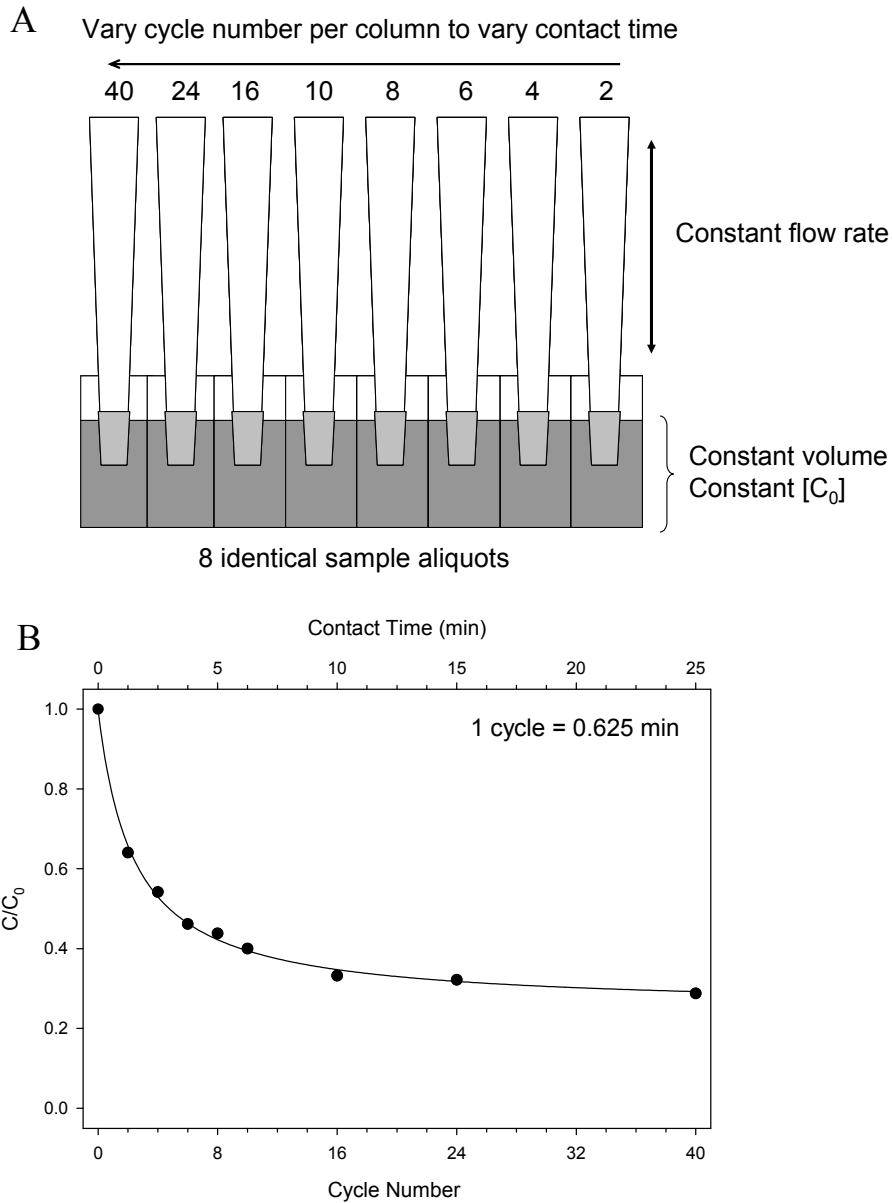 A
Vary cycle number per column to vary contact time
40 24 16 10 8 6 4 2
Constant flow rate
Constant volume
Constant [C₀]
8 identical sample aliquots
B
Contact Time (min)
0 5 10 15 20 25
1 cycle = 0.625 min
1.0
0.8
0.6
0.4
0.2
0.0
C/C₀
0 8 16 24 32 40
Cycle Number